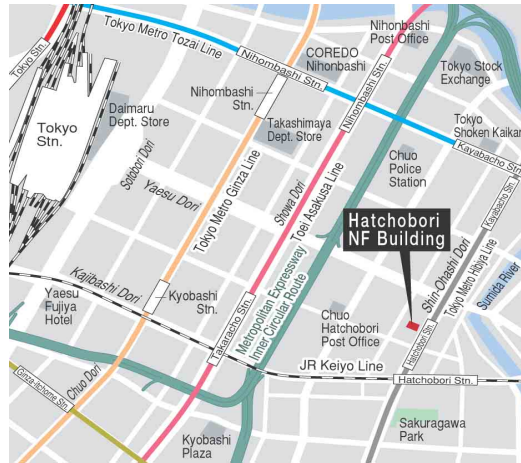 Tokyo Stn.
Tokyo Metro Tozai Line
Nihonbashi
Post Office
COREDO
Nihonbashi
Nihombashi Stn.
Nihombashi Stn.
Tokyo Stock
Exchange
Nihombashi
Stn.
Daimaru
Dept. Store
Takashimaya
Dept. Store
Tokyo
Shoken Kaikan
Tokyo
Stn.
Kayabacho Stn.
Sotobori Dori
Yaesu Dori
Tokyo Metro Ginza Line
Showa Dori
Toei Asakusa Line
Chuo
Police
Station
Kayabacho Stn.
Hatchobori
NF Building
Shin-Ohashi Dori
Tokyo Metro Hibiya Line
Sumida River
Kajibashi Dori
Yaesu
Fujiya
Hotel
Kyobashi
Stn.
Metropolitan Expressway
Inner Circular Route
Takaracho Stn.
Chuo
Hatchobori
Post Office
Hatchobori Stn.
JR Keiyo Line
Hatchobori Stn.
Ginza-itchome Stn.
Chuo Dori
Kyobashi
Plaza
Sakuragawa
Park